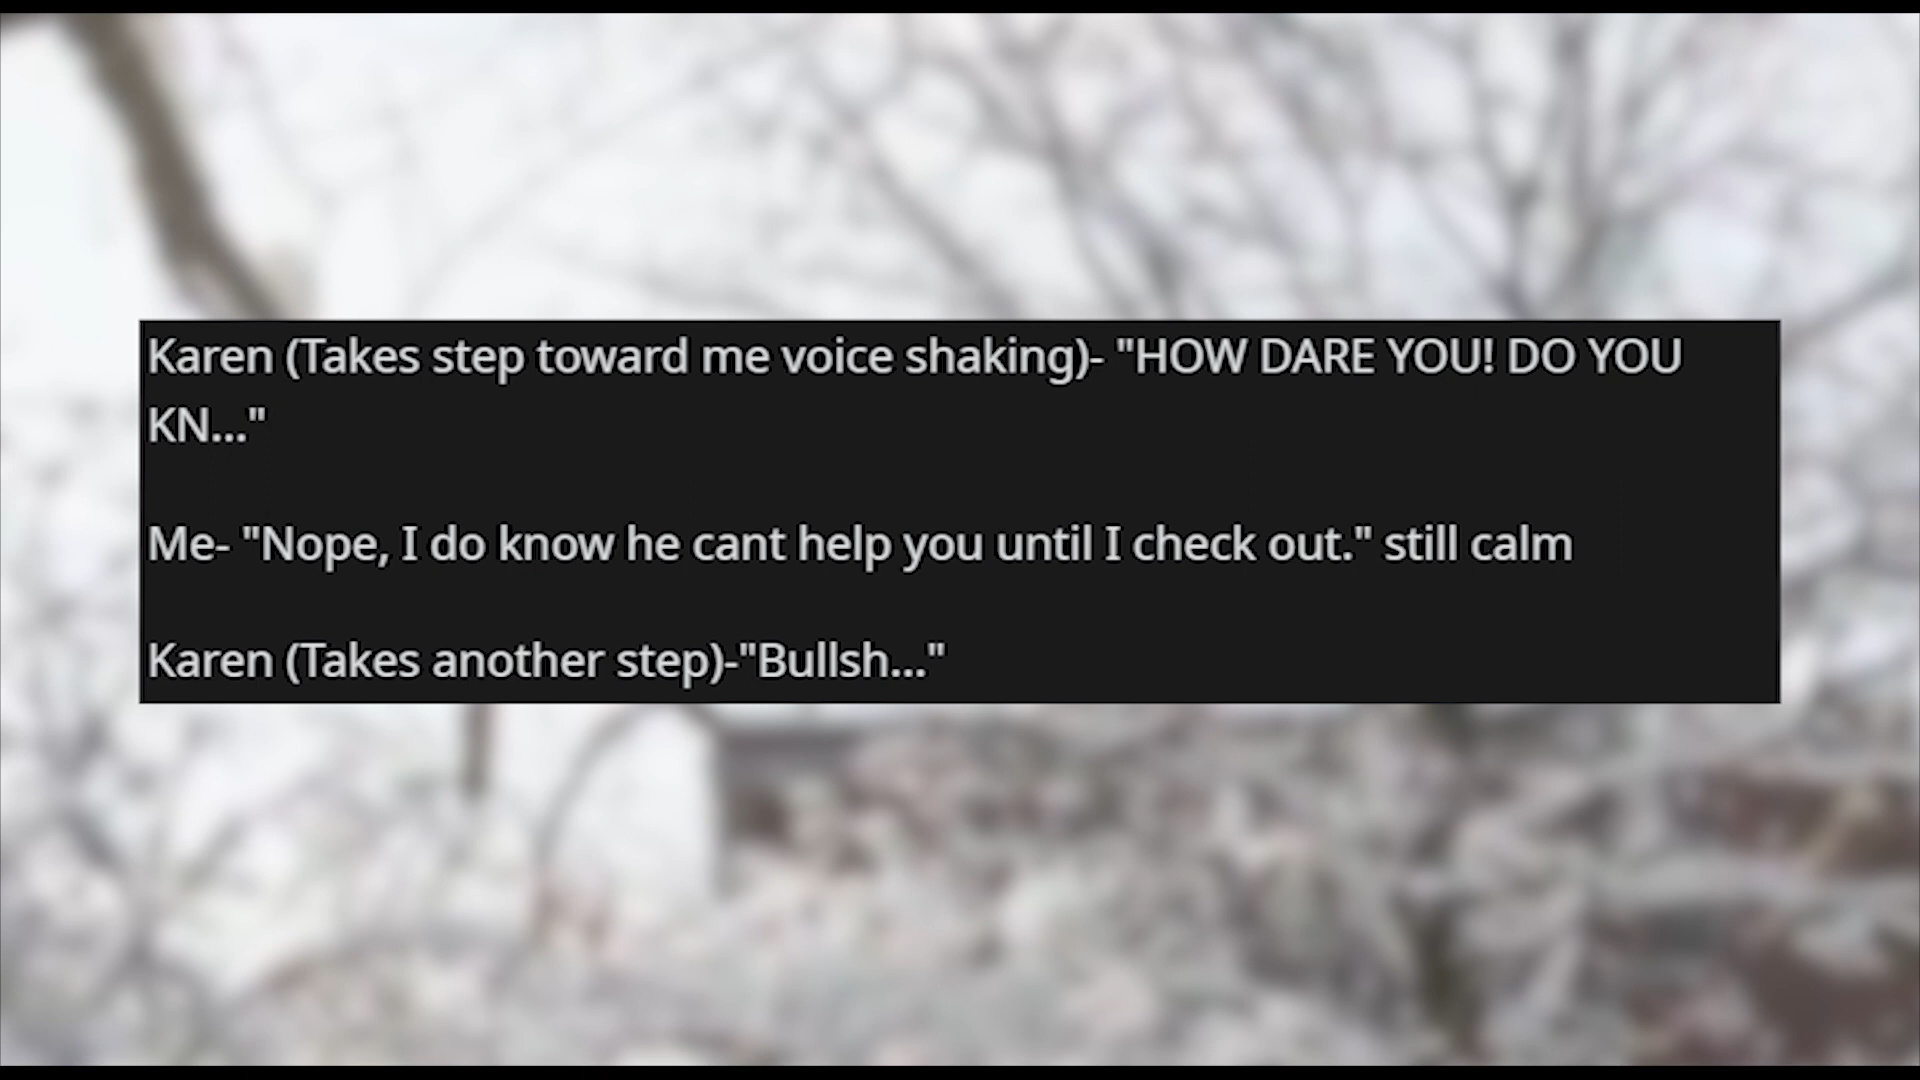 Karen (Takes step toward me voice shaking)- "HOW DARE YOU! DO YOU
KN..."
Me- "Nope, I do know he cant help you until I check out." still calm
Karen (Takes another step)-"Bullsh..."